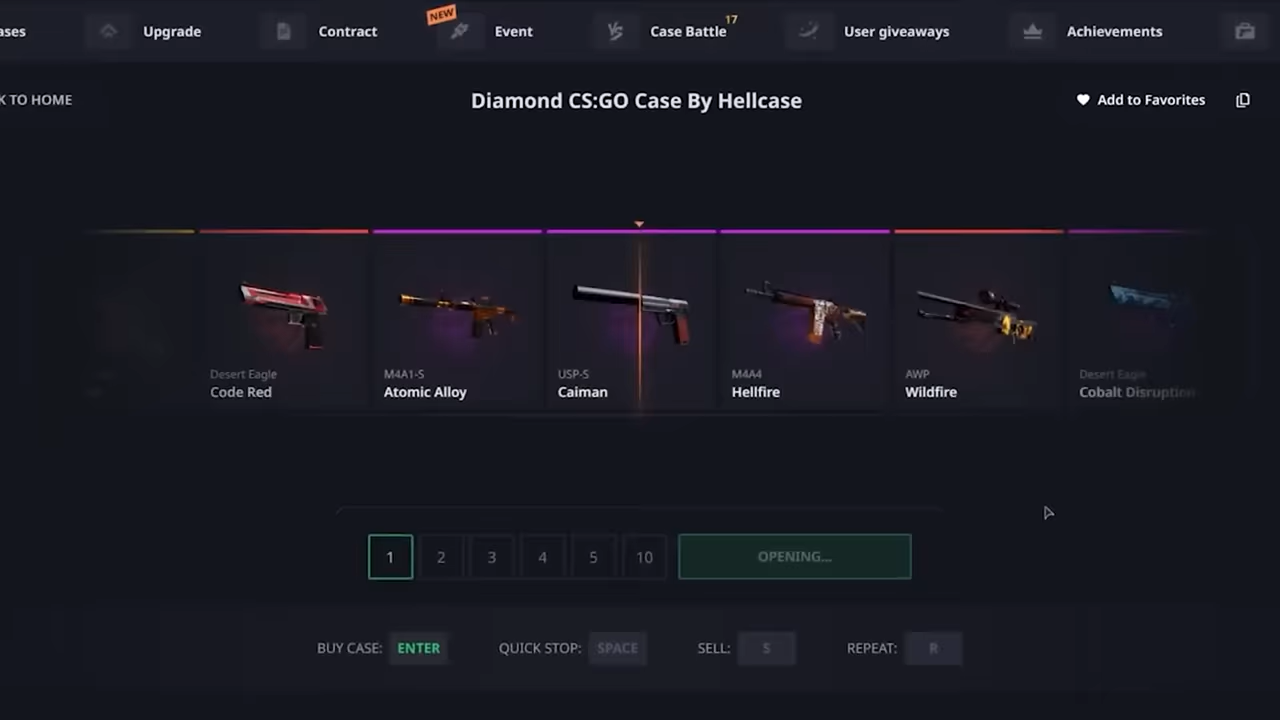 ases
Upgrade
Contract
NEW
Event
Case Battle 17
User giveaways
Achievements
K TO HOME
Diamond CS:GO Case By Hellcase
Add to Favorites
Desert Eagle
Code Red
M4A1-S
Atomic Alloy
USP-S
Caiman
M4A4
Hellfire
AWP
Wildfire
Desert Eagle
Cobalt Disruption
1 2 3 4 5 10 OPENING...
BUY CASE: ENTER QUICK STOP: SPACE SELL: S REPEAT: R